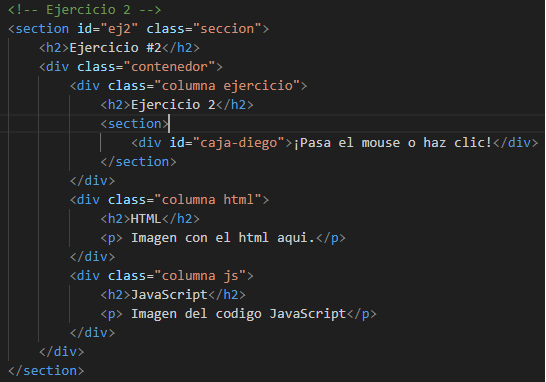 <!-- Ejercicio 2 -->
<section id="ej2" class="seccion">
    <h2>Ejercicio #2</h2>
    <div class="contenedor">
        <div class="columna ejercicio">
            <h2>Ejercicio 2</h2>
            <section>
                <div id="caja-diego">¡Pasa el mouse o haz clic!</div>
            </section>
        </div>
        <div class="columna html">
            <h2>HTML</h2>
            <p> Imagen con el html aqui.</p>
        </div>
        <div class="columna js">
            <h2>JavaScript</h2>
            <p> Imagen del codigo JavaScript</p>
        </div>
    </div>
</section>